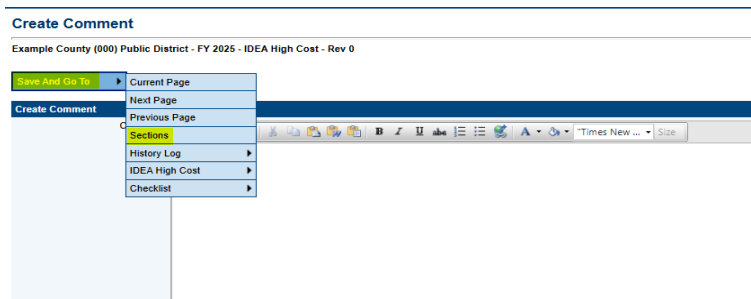 Create Comment
Example County (000) Public District - FY 2025 - IDEA High Cost - Rev 0
Save And Go To
Current Page
Next Page
Create Comment
Previous Page
C
Sections
B I U abc A "Times New ... Size
History Log
IDEA High Cost
Checklist